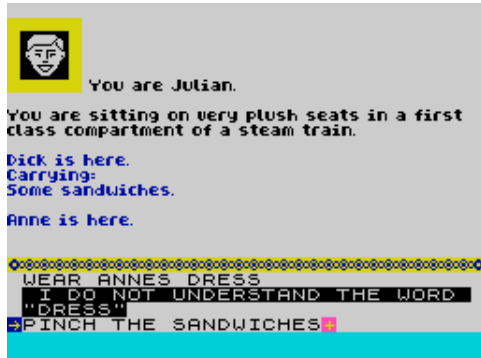 You are Julian.
You are sitting on very plush seats in a first
class compartment of a steam train.
Dick is here.
Carrying:
Some sandwiches.
Anne is here.
WEAR ANNES DRESS
I DO NOT UNDERSTAND THE WORD
"DRESS"
PINCH THE SANDWICHES+